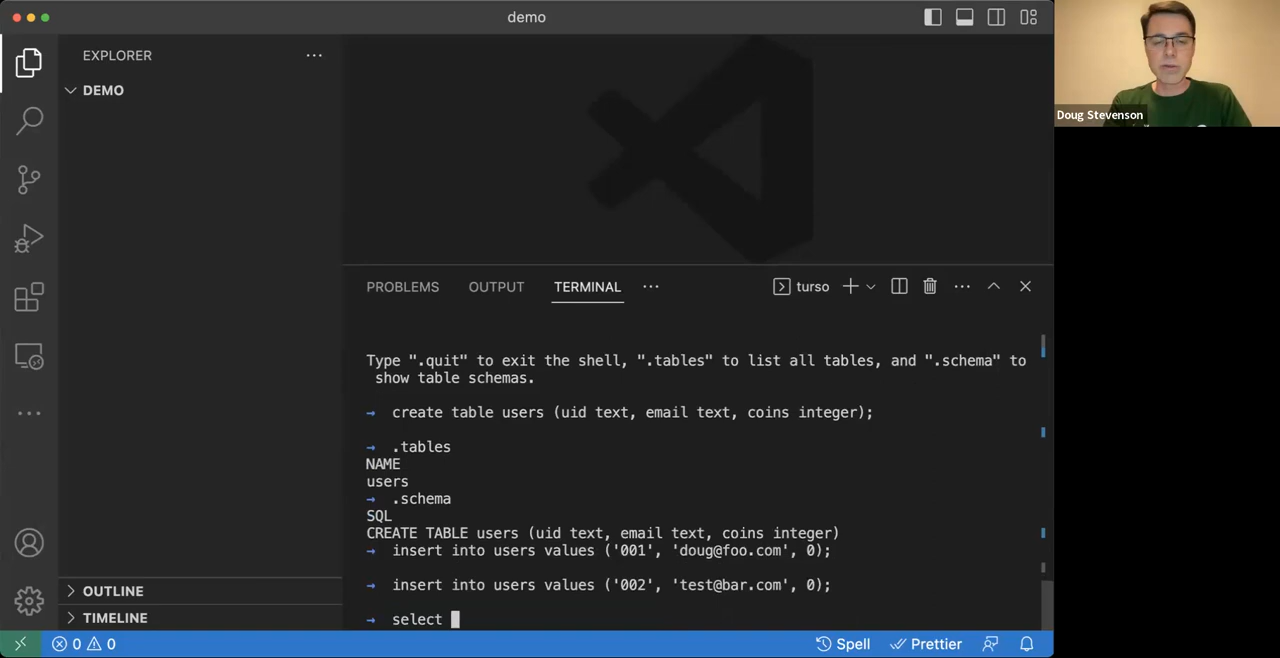 demo
EXPLORER
DEMO
OUTLINE
TIMELINE
PROBLEMS OUTPUT TERMINAL
turso
Type ".quit" to exit the shell, ".tables" to list all tables, and ".schema" to
show table schemas.
→ create table users (uid text, email text, coins integer);
→ .tables
NAME
users
→ .schema
SQL
CREATE TABLE users (uid text, email text, coins integer)
→ insert into users values ('001', 'doug@foo.com', 0);
→ insert into users values ('002', 'test@bar.com', 0);
→ select
0 0
Spell Prettier
Doug Stevenson